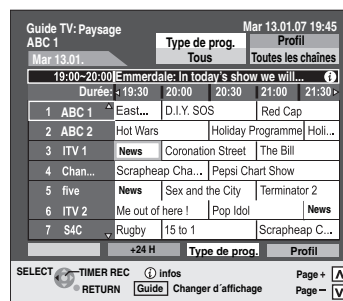 Guide TV: Paysage
Mar 13.01.07 19:45
ABC 1
Type de prog.
Profil
Mar 13.01.
Tous
Toutes les chaînes
19:00~20:00 Emmerdale: In today's show we will... i
Durée: 19:30 20:00 20:30 21:00 21:30
1 ABC 1 East... D.I.Y. SOS Red Cap
2 ABC 2 Hot Wars Holiday Programme Holi...
3 ITV 1 News Coronation Street The Bill
4 Chan... Scrapheap Cha... Pepsi Chart Show
5 five News Sex and the City Terminator 2
6 ITV 2 Me out of here ! Pop Idol News
7 S4C Rugby 15 to 1 Scrapheap C...
+24 H Type de prog. Profil
SELECT TIMER REC i infos Page+ ∧
RETURN Guide Changer d´affichage Page− ∨